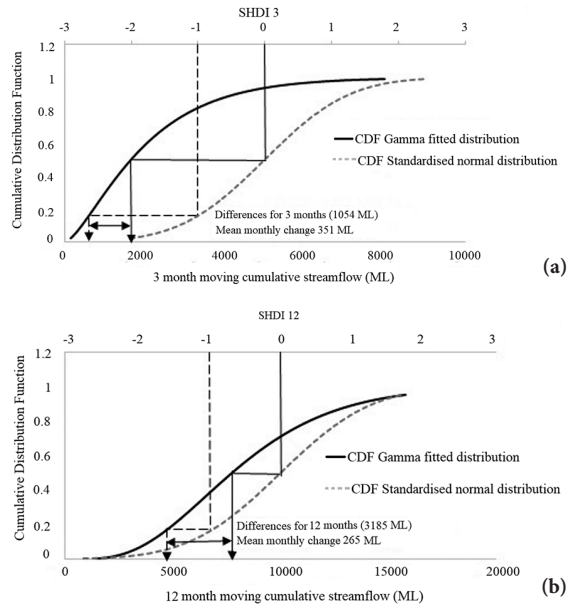 SHDI 3
-3 -2 -1 0 1 2 3
1.2
1
0.8
0.6
0.4
0.2
0
Cumulative Distribution Function
CDF Gamma fitted distribution
CDF Standardised normal distribution
Differences for 3 months (1054 ML)
Mean monthly change 351 ML
0 2000 4000 6000 8000 10000
3 month moving cumulative streamflow (ML)
(a)
SHDI 12
-3 -2 -1 0 1 2 3
1.2
1
0.8
0.6
0.4
0.2
0
Cumulative Distribution Function
CDF Gamma fitted distribution
CDF Standardised normal distribution
Differences for 12 months (3185 ML)
Mean monthly change 265 ML
0 5000 10000 15000 20000
12 month moving cumulative streamflow (ML)
(b)